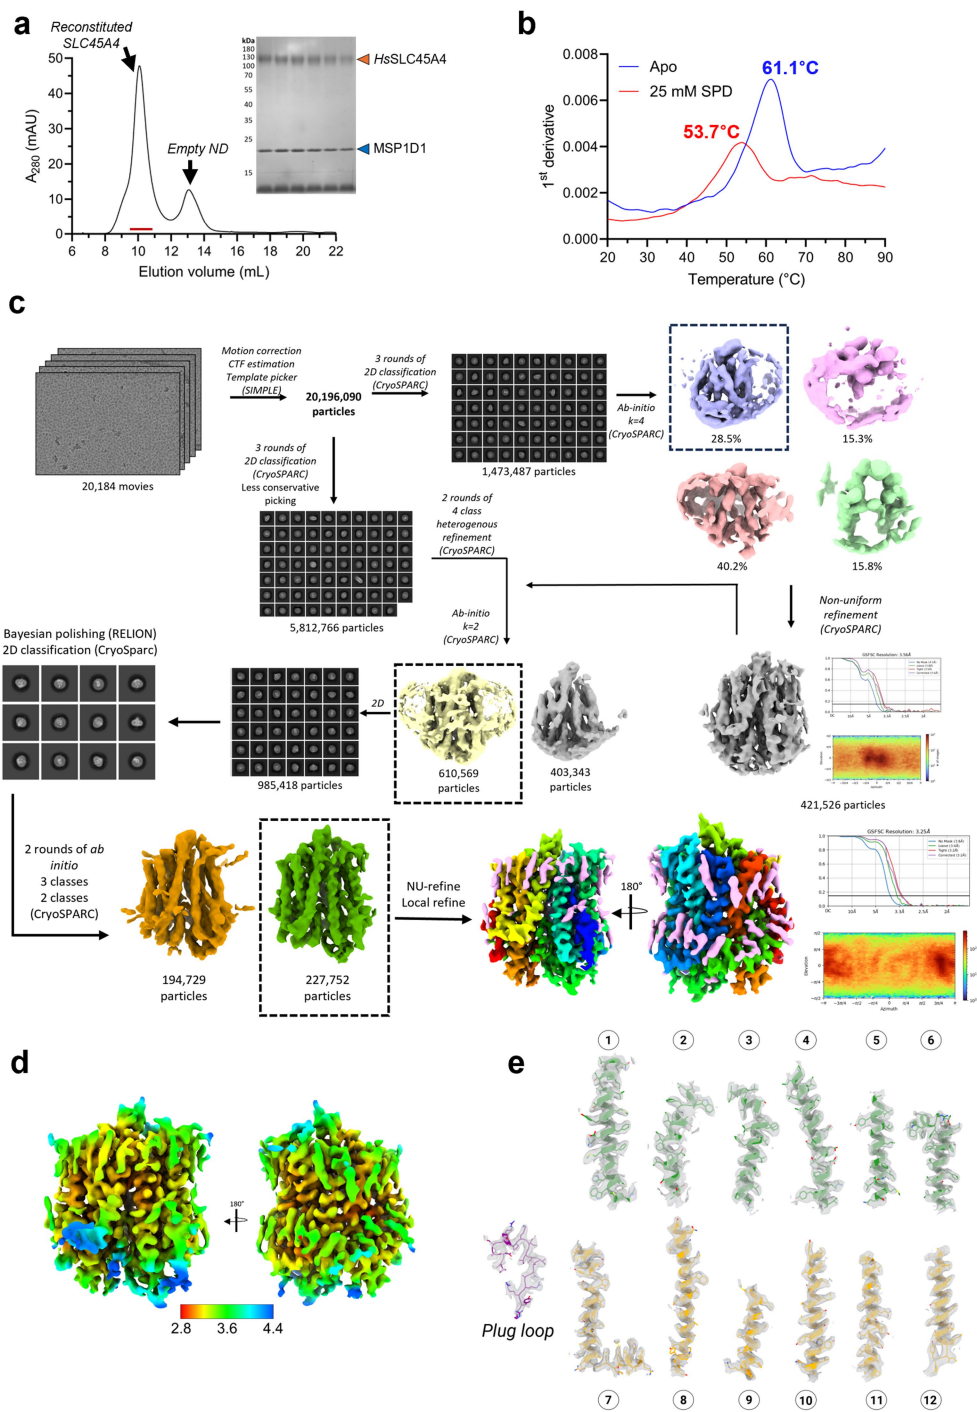 a
Reconstituted
SLC45A4
A280 (mAU)
50
40
30
20
10
0
6 8 10 12 14 16 18 20 22
Elution volume (mL)
Empty ND
kDa
180
130
100
70
55
40
35
25
15
HsSLC45A4
MSP1D1
b
1st derivative
0.008
0.006
0.004
0.002
0.000
20 30 40 50 60 70 80 90
Temperature (°C)
Apo
25 mM SPD
61.1°C
53.7°C
c
20,184 movies
Motion correction
CTF estimation
Template picker
(SIMPLE)
20,196,090
particles
3 rounds of
2D classification
(CryoSPARC)
1,473,487 particles
Ab-initio
k=4
(CryoSPARC)
28.5%
15.3%
40.2%
15.8%
3 rounds of
2D classification
(CryoSPARC)
Less conservative
picking
5,812,766 particles
2 rounds of
4 class
heterogenous
refinement
(CryoSPARC)
Ab-initio
k=2
(CryoSPARC)
Non-uniform
refinement
(CryoSPARC)
GSFSC Resolution: 3.56Å
421,526 particles
Bayesian polishing (RELION)
2D classification (CryoSparc)
985,418 particles
2D
610,569
particles
403,343
particles
2 rounds of ab
initio
3 classes
2 classes
(CryoSPARC)
194,729
particles
227,752
particles
NU-refine
Local refine
180°
GSFSC Resolution: 3.25Å
Elevation
Azimuth
d
180°
2.8 3.6 4.4
e
1 2 3 4 5 6
Plug loop
7 8 9 10 11 12